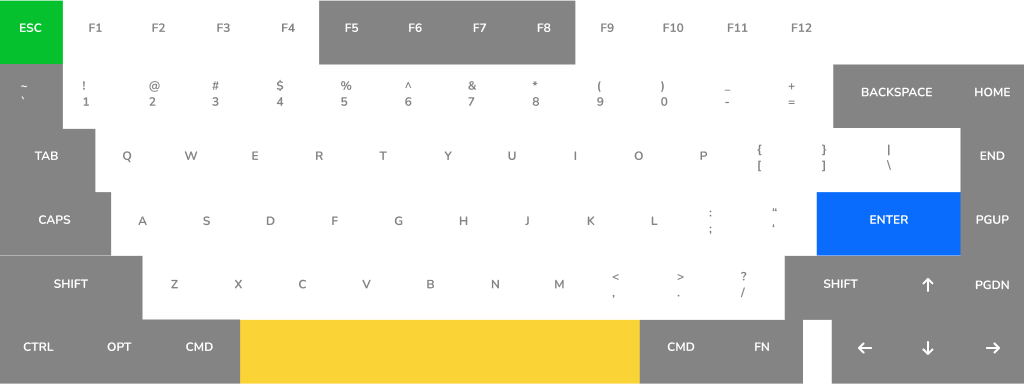 ESC F1 F2 F3 F4 F5 F6 F7 F8 F9 F10 F11 F12
~ ! @ # $ % ^ & * ( ) _ +
` 1 2 3 4 5 6 7 8 9 0 - = BACKSPACE HOME
TAB Q W E R T Y U I O P { } | END
[ ] \
CAPS A S D F G H J K L : “ ENTER PGUP
; ‘
SHIFT Z X C V B N M < > ? SHIFT ↑ PGDN
, . /
CTRL OPT CMD CMD FN ← ↓ →